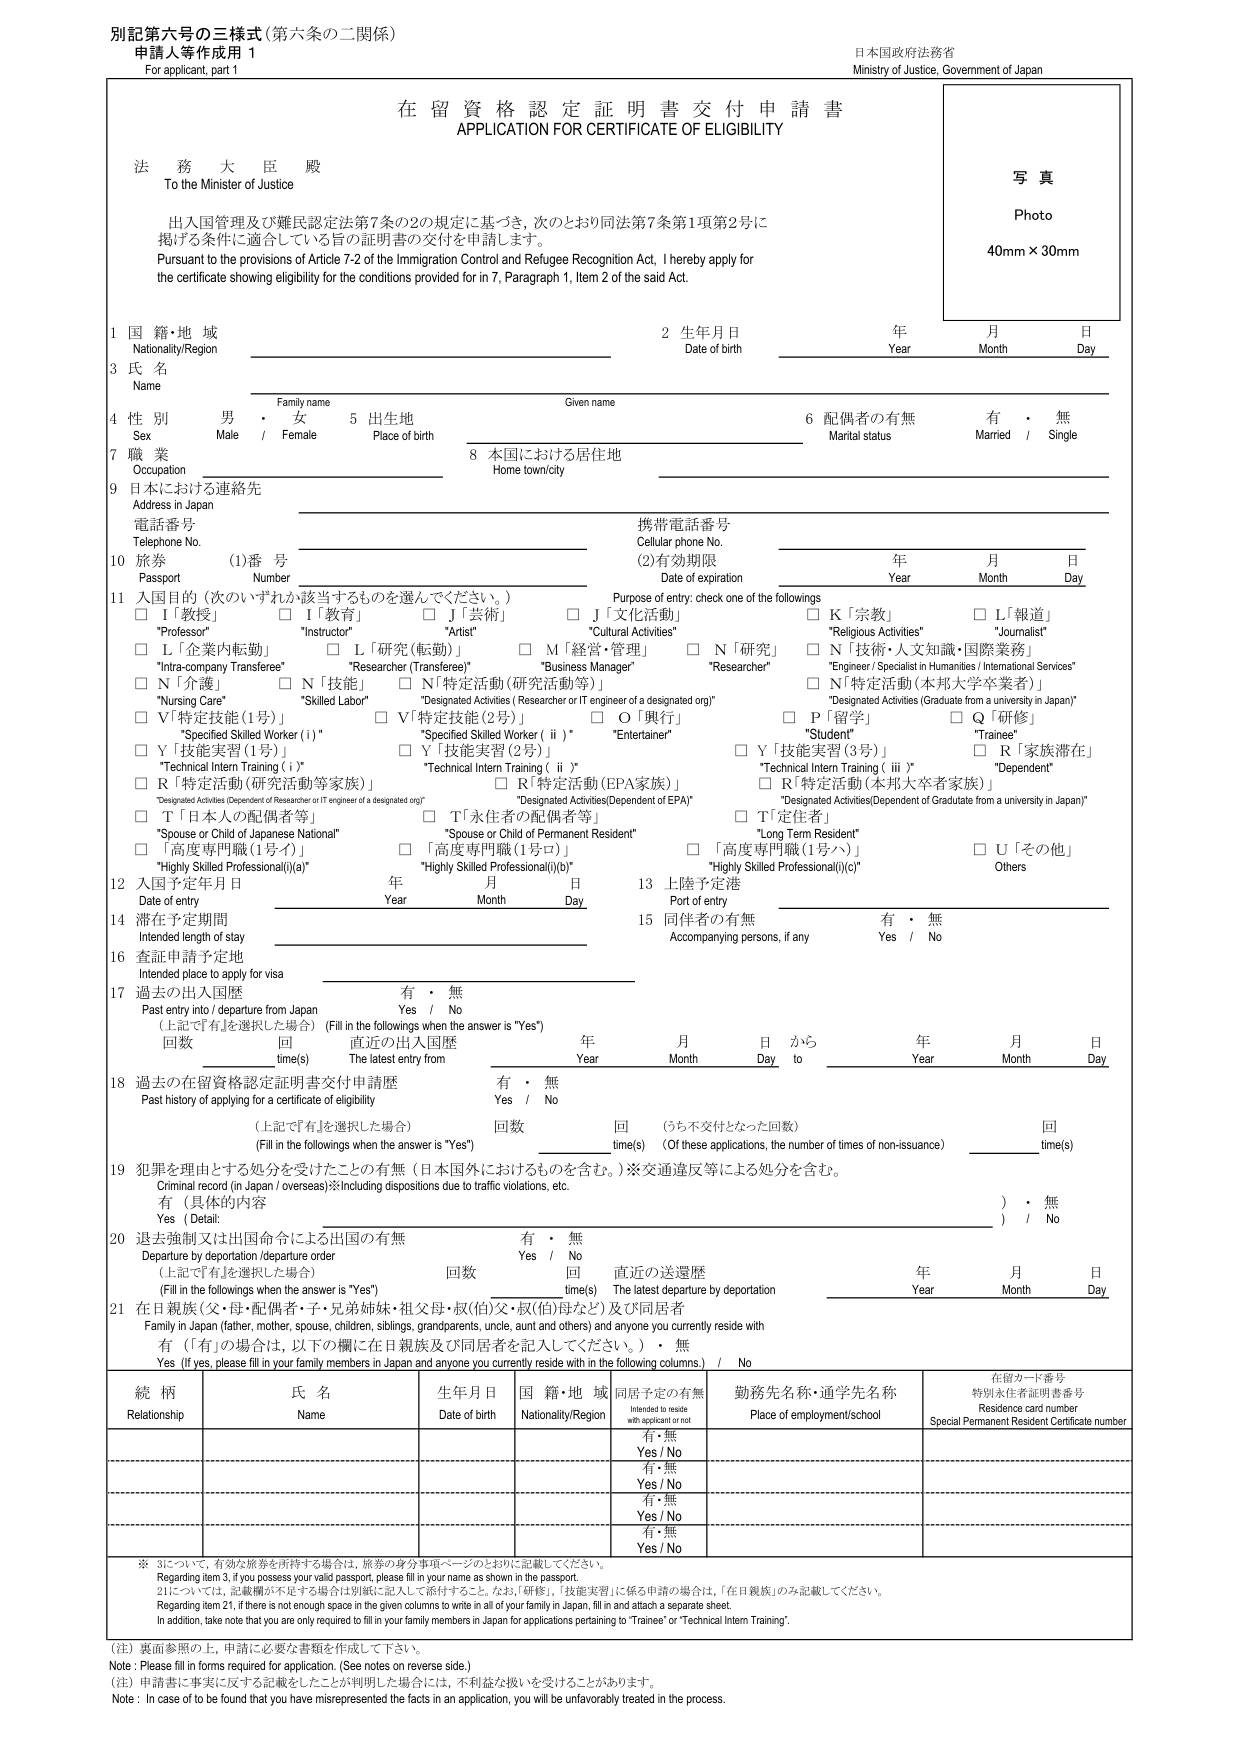 別記第六号の三様式（第六条の二関係）
申請人等作成用 1
For applicant, part 1
日本国政府法務省
Ministry of Justice, Government of Japan
在 留 資 格 認 定 証 明 書 交 付 申 請 書
APPLICATION FOR CERTIFICATE OF ELIGIBILITY
法 務 大 臣 殿
To the Minister of Justice
写 真
Photo
40mm × 30mm
出入国管理及び難民認定法第7条の2の規定に基づき, 次のとおり同法第7条第1項第2号に
掲げる条件に適合している旨の証明書の交付を申請します。
Pursuant to the provisions of Article 7-2 of the Immigration Control and Refugee Recognition Act, I hereby apply for
the certificate showing eligibility for the conditions provided for in 7, Paragraph 1, Item 2 of the said Act.
1 国 籍・地 域 2 生年月日 年 月 日
Nationality/Region Date of birth Year Month Day
3 氏 名
Name
Family name Given name
4 性 別 男 ・ 女 5 出生地 6 配偶者の有無 有 ・ 無
Sex Male / Female Place of birth Marital status Married / Single
7 職 業 8 本国における居住地
Occupation Home town/city
9 日本における連絡先
Address in Japan
電話番号 携帯電話番号
Telephone No. Cellular phone No.
10 旅券 (1)番 号 (2)有効期限 年 月 日
Passport Number Date of expiration Year Month Day
11 入国目的（次のいずれか該当するものを選んでください。） Purpose of entry: check one of the followings
□ I「教授」 □ I「教育」 □ J「芸術」 □ J「文化活動」 □ K「宗教」 □ L「報道」
"Professor" "Instructor" "Artist" "Cultural Activities" "Religious Activities" "Journalist"
□ L「企業内転勤」 □ L「研究（転勤）」 □ M「経営・管理」 □ N「研究」 □ N「技術・人文知識・国際業務」
"Intra-company Transferee" "Researcher (Transferee)" "Business Manager" "Researcher" "Engineer / Specialist in Humanities / International Services"
□ N「介護」 □ N「技能」 □ N「特定活動（研究活動等）」 □ N「特定活動（本邦大学卒業者）」
"Nursing Care" "Skilled Labor" "Designated Activities ( Researcher or IT engineer of a designated org)" "Designated Activities (Graduate from a university in Japan)"
□ V「特定技能（1号）」 □ V「特定技能（2号）」 □ O「興行」 □ P「留学」 □ Q「研修」
"Specified Skilled Worker ( i ) " "Specified Skilled Worker ( ⅱ ) " "Entertainer" "Student" "Trainee"
□ Y「技能実習（1号）」 □ Y「技能実習（2号）」 □ Y「技能実習（3号）」 □ R「家族滞在」
"Technical Intern Training ( i )" "Technical Intern Training ( ⅱ )" "Technical Intern Training ( ⅲ )" "Dependent"
□ R「特定活動（研究活動等家族）」 □ R「特定活動（EPA家族）」 □ R「特定活動（本邦大卒者家族）」
"Designated Activities (Dependent of Researcher or IT engineer of a designated org)" "Designated Activities(Dependent of EPA)" "Designated Activities(Dependent of Gradutate from a university in Japan)"
□ T「日本人の配偶者等」 □ T「永住者の配偶者等」 □ T「定住者」
"Spouse or Child of Japanese National" "Spouse or Child of Permanent Resident" "Long Term Resident"
□ 「高度専門職（1号イ）」 □ 「高度専門職（1号ロ）」 □ 「高度専門職（1号ハ）」 □ U「その他」
"Highly Skilled Professional(i)(a)" "Highly Skilled Professional(i)(b)" "Highly Skilled Professional(i)(c)" Others
12 入国予定年月日 年 月 日 13 上陸予定港
Date of entry Year Month Day Port of entry
14 滞在予定期間 15 同伴者の有無 有 ・ 無
Intended length of stay Accompanying persons, if any Yes / No
16 査証申請予定地
Intended place to apply for visa
17 過去の出入国歴 有 ・ 無
Past entry into / departure from Japan Yes / No
（上記で『有』を選択した場合） (Fill in the followings when the answer is "Yes")
回数 回 直近の出入国歴 年 月 日 から 年 月 日
time(s) The latest entry from Year Month Day to Year Month Day
18 過去の在留資格認定証明書交付申請歴 有 ・ 無
Past history of applying for a certificate of eligibility Yes / No
（上記で『有』を選択した場合） 回数 回 （うち不交付となった回数） 回
(Fill in the followings when the answer is "Yes") time(s) (Of these applications, the number of times of non-issuance) time(s)
19 犯罪を理由とする処分を受けたことの有無（日本国外におけるものを含む。）※交通違反等による処分を含む。
Criminal record (in Japan / overseas)※Including dispositions due to traffic violations, etc.
有（具体的内容 ） ・ 無
Yes ( Detail: ) / No
20 退去強制又は出国命令による出国の有無 有 ・ 無
Departure by deportation /departure order Yes / No
（上記で『有』を選択した場合） 回数 回 直近の送還歴 年 月 日
(Fill in the followings when the answer is "Yes") time(s) The latest departure by deportation Year Month Day
21 在日親族（父・母・配偶者・子・兄弟姉妹・祖父母・叔(伯)父・叔(伯)母など）及び同居者
Family in Japan (father, mother, spouse, children, siblings, grandparents, uncle, aunt and others) and anyone you currently reside with
有（「有」の場合は, 以下の欄に在日親族及び同居者を記入してください。） ・ 無
Yes (If yes, please fill in your family members in Japan and anyone you currently reside with in the following columns.) / No
続 柄 氏 名 生年月日 国 籍・地 域 同居予定の有無 勤務先名称・通学先名称 在留カード番号
特別永住者証明書番号
Relationship Name Date of birth Nationality/Region Intended to reside
with applicant or not Place of employment/school Residence card number
Special Permanent Resident Certificate number
有・無
Yes / No
有・無
Yes / No
有・無
Yes / No
有・無
Yes / No
※ 3について, 有効な旅券を所持する場合は, 旅券の身分事項ページのとおりに記載してください。
Regarding item 3, if you possess your valid passport, please fill in your name as shown in the passport.
21については, 記載欄が不足する場合は別紙に記入して添付すること。なお, 「研修」, 「技能実習」に係る申請の場合は, 「在日親族」のみ記載してください。
Regarding item 21, if there is not enough space in the given columns to write in all of your family in Japan, fill in and attach a separate sheet.
In addition, take note that you are only required to fill in your family members in Japan for applications pertaining to "Trainee" or "Technical Intern Training".
（注）裏面参照の上, 申請に必要な書類を作成して下さい。
Note : Please fill in forms required for application. (See notes on reverse side.)
（注）申請書に事実に反する記載をしたことが判明した場合には, 不利益な扱いを受けることがあります。
Note : In case of to be found that you have misrepresented the facts in an application, you will be unfavorably treated in the process.